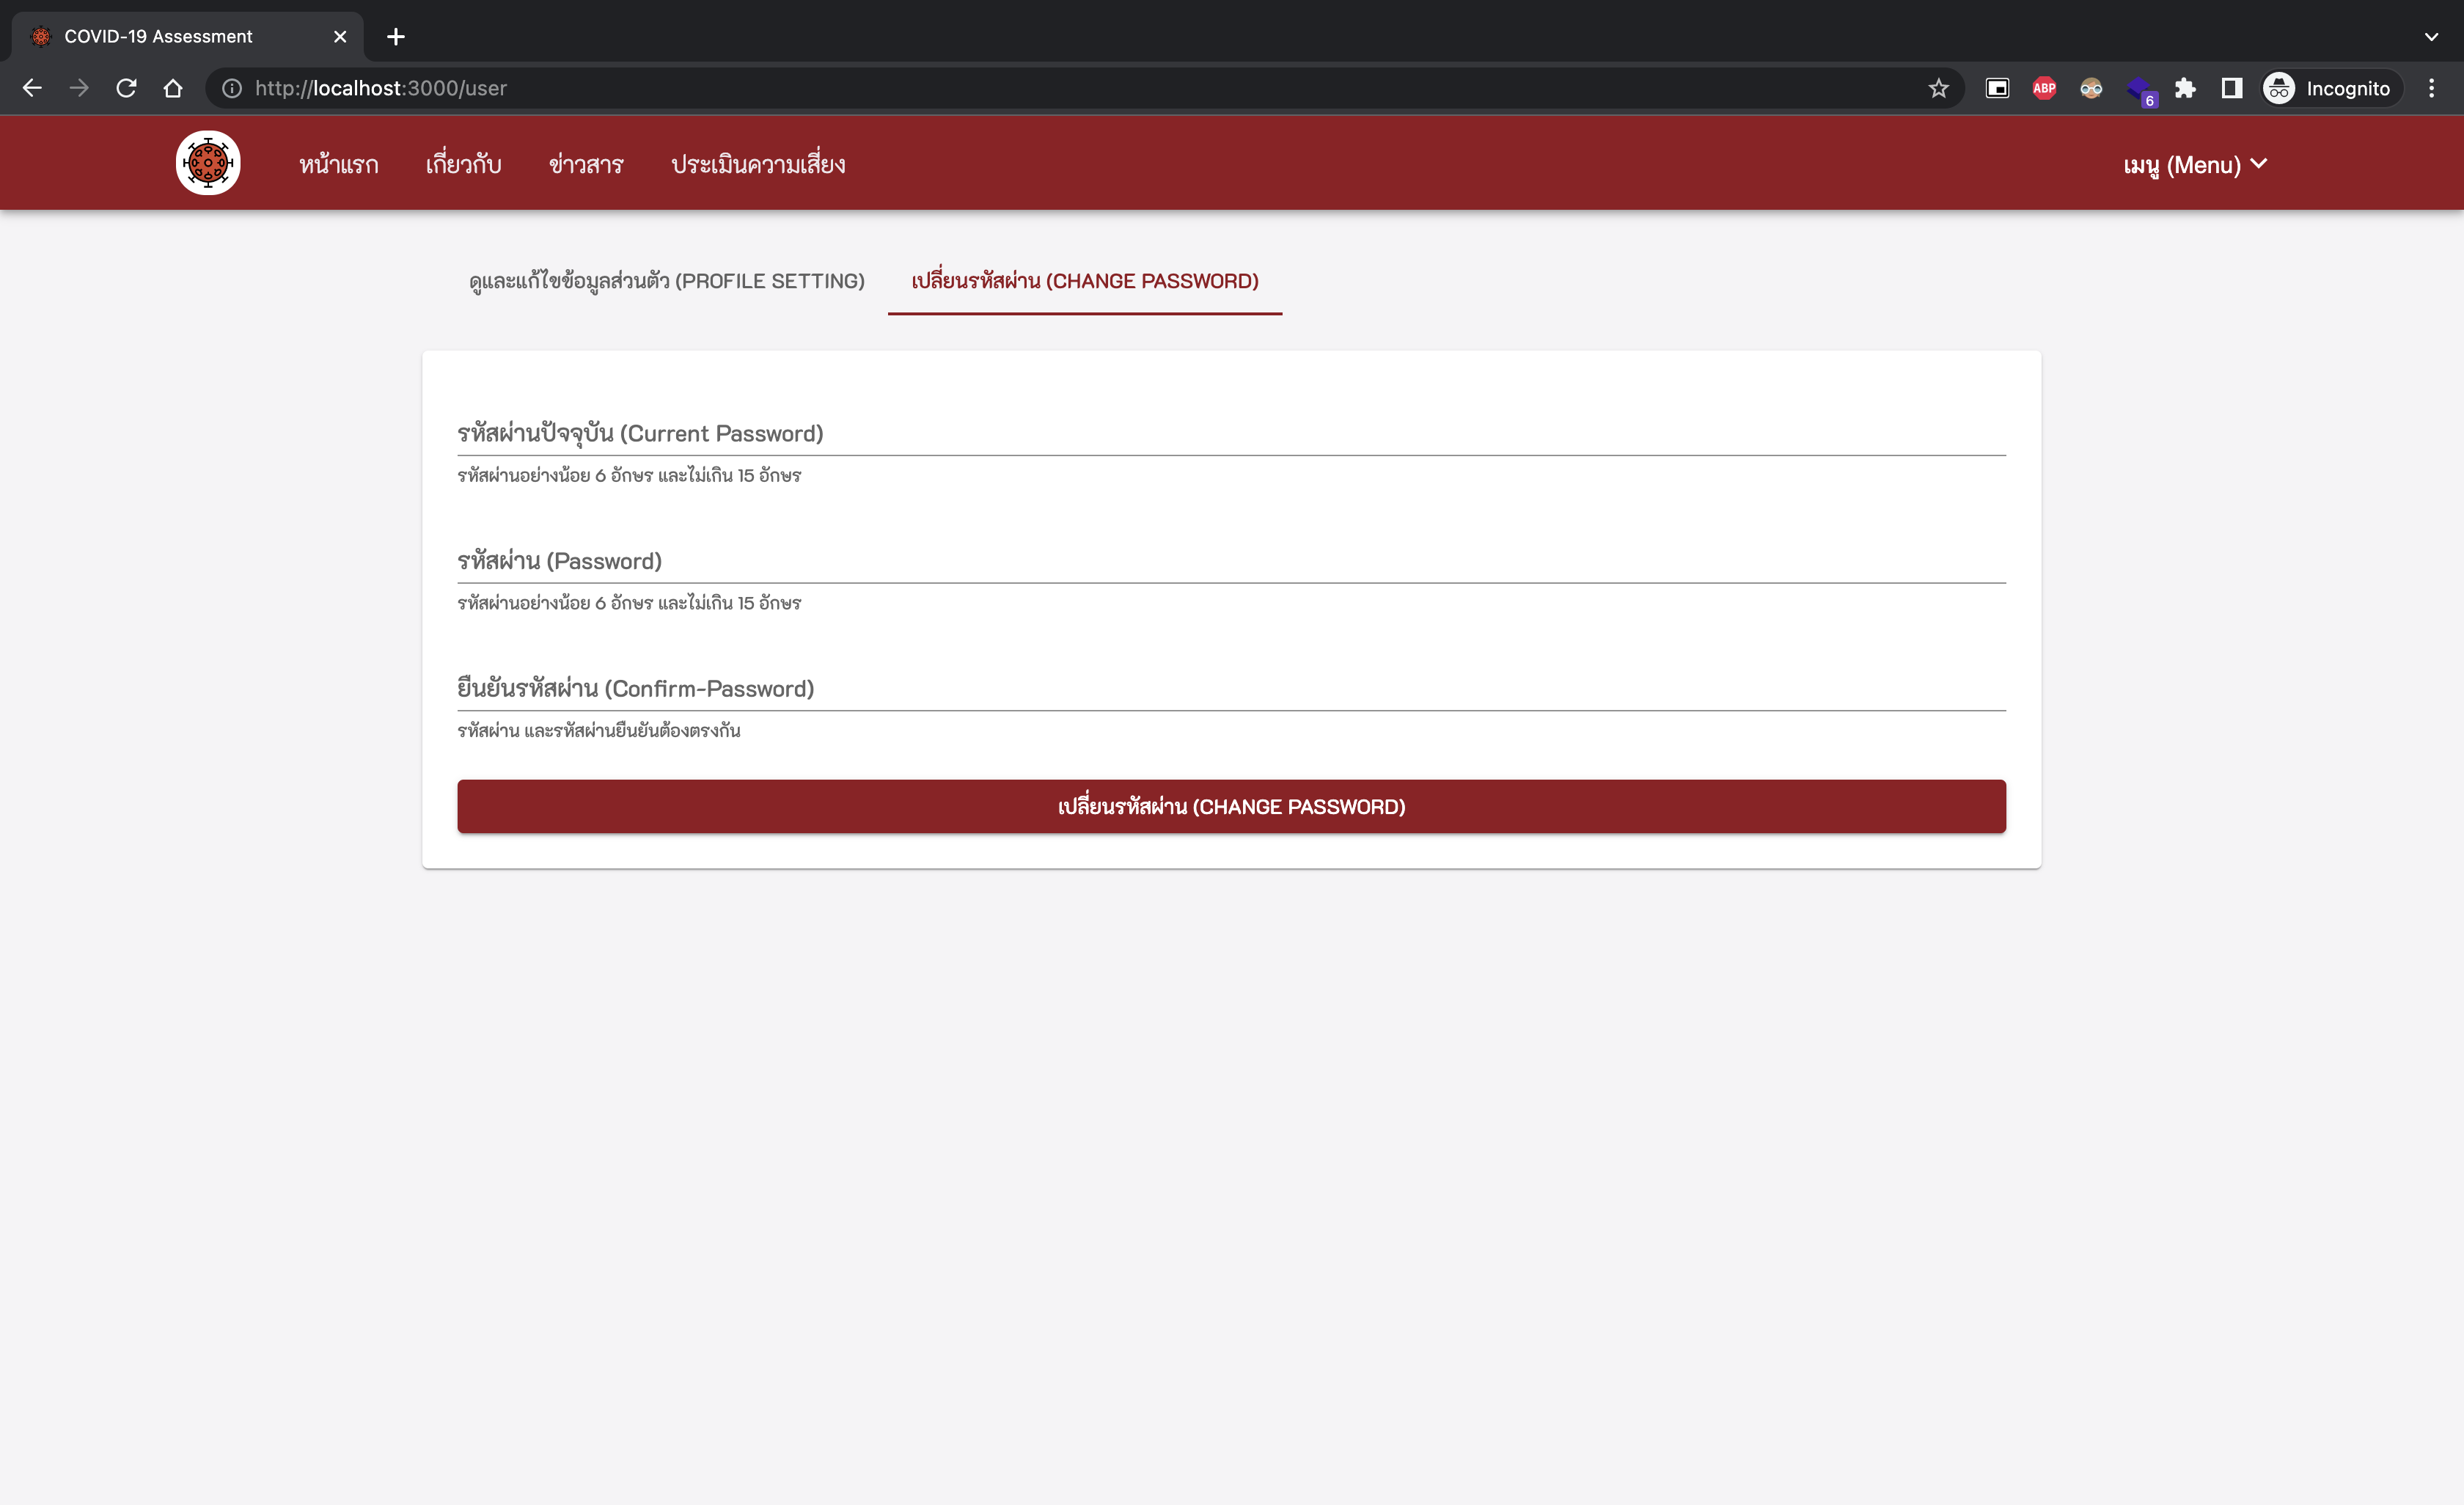 COVID-19 Assessment
http://localhost:3000/user
ABP
6
Incognito
หน้าแรก
เกี่ยวกับ
ข่าวสาร
ประเมินความเสี่ยง
เมนู (Menu)
ดูและแก้ไขข้อมูลส่วนตัว (PROFILE SETTING)
เปลี่ยนรหัสผ่าน (CHANGE PASSWORD)
รหัสผ่านปัจจุบัน (Current Password)
รหัสผ่านอย่างน้อย 6 อักษร และไม่เกิน 15 อักษร
รหัสผ่าน (Password)
รหัสผ่านอย่างน้อย 6 อักษร และไม่เกิน 15 อักษร
ยืนยันรหัสผ่าน (Confirm-Password)
รหัสผ่าน และรหัสผ่านยืนยันต้องตรงกัน
เปลี่ยนรหัสผ่าน (CHANGE PASSWORD)